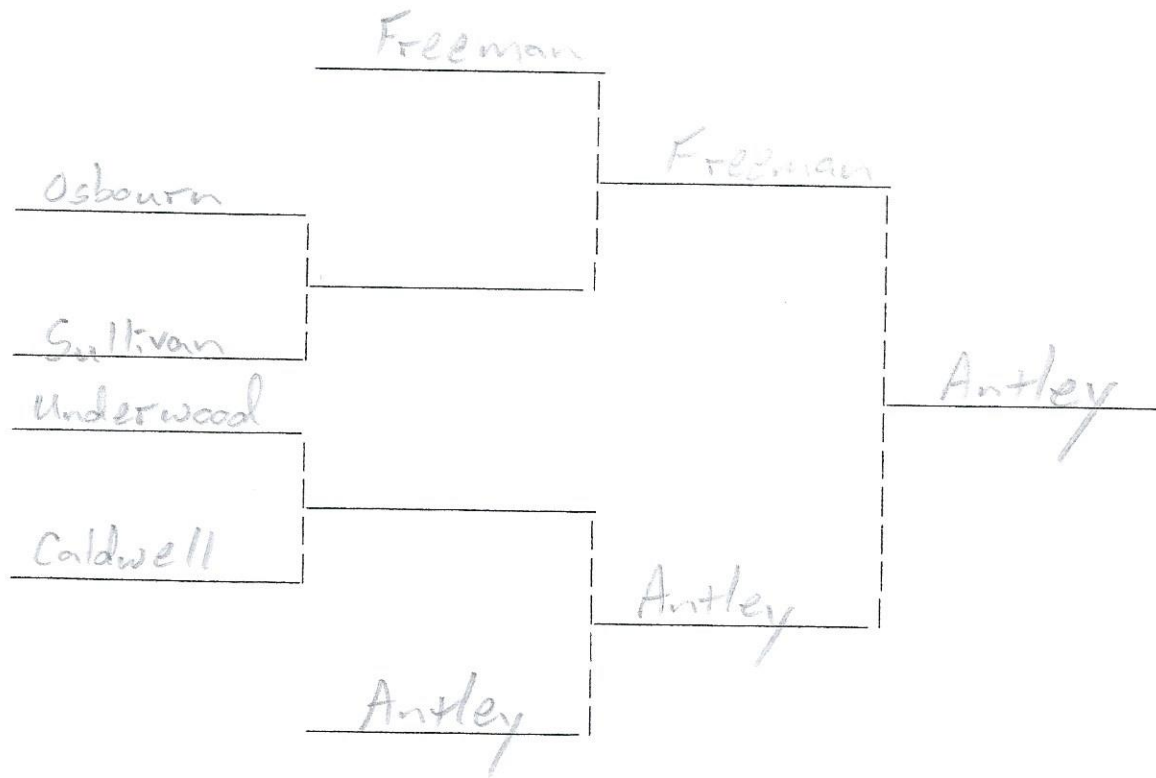 Freeman
Freeman
Osbourn
Sullivan
Underwood
Antley
Caldwell
Antley
Antley